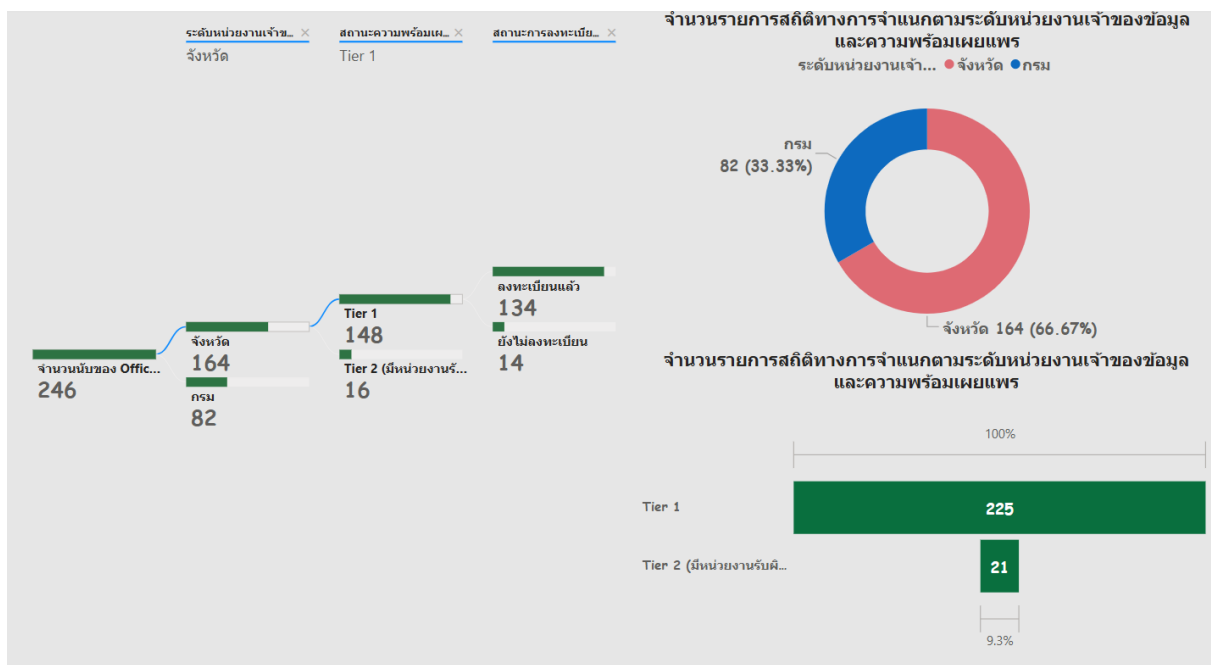 ระดับหน่วยงานเจ้าข... ×
สถานะความพร้อมเผ... ×
สถานะการลงทะเบีย... ×
จังหวัด
Tier 1
จำนวนนับของ Offic...
246
จังหวัด
164
กรม
82
Tier 1
148
Tier 2 (มีหน่วยงานรั...
16
ลงทะเบียนแล้ว
134
ยังไม่ลงทะเบียน
14
จำนวนรายการสถิติทางการจำแนกตามระดับหน่วยงานเจ้าของข้อมูล
และความพร้อมเผยแพร่
ระดับหน่วยงานเจ้า... จังหวัด กรม
กรม
82 (33.33%)
จังหวัด 164 (66.67%)
จำนวนรายการสถิติทางการจำแนกตามระดับหน่วยงานเจ้าของข้อมูล
และความพร้อมเผยแพร่
100%
Tier 1
225
Tier 2 (มีหน่วยงานรับผิ...
21
9.3%